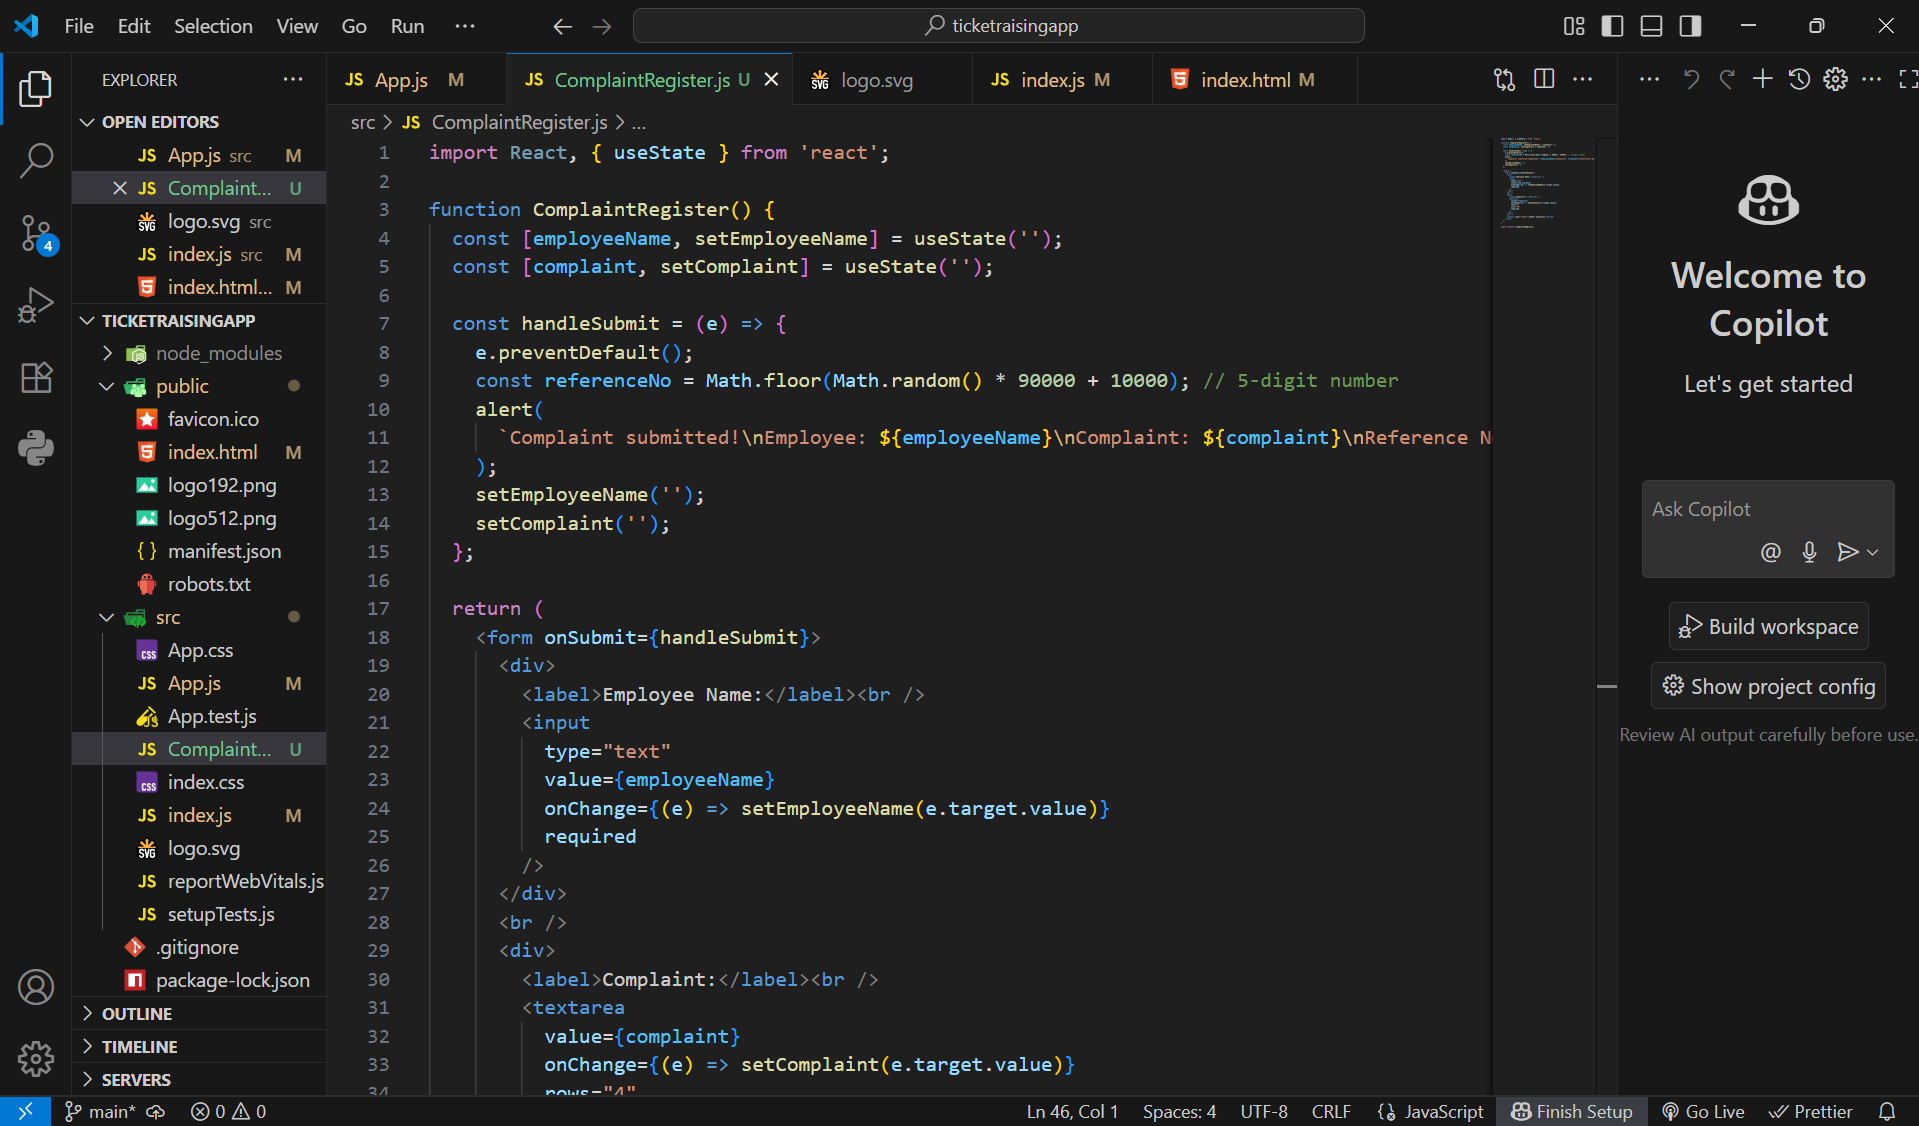 File Edit Selection View Go Run ···
ticketraisingapp
EXPLORER ···
OPEN EDITORS
JS App.js src M
JS Complaint... U
SVG logo.svg src
JS index.js src M
index.html... M
TICKETRAISINGAPP
node_modules
public
favicon.ico
index.html M
logo192.png
logo512.png
{ } manifest.json
robots.txt
src
css App.css
JS App.js M
App.test.js
JS Complaint... U
css index.css
JS index.js M
SVG logo.svg
JS reportWebVitals.js
JS setupTests.js
.gitignore
package-lock.json
OUTLINE
TIMELINE
SERVERS
4
JS App.js M JS ComplaintRegister.js U SVG logo.svg JS index.js M index.html M
src > JS ComplaintRegister.js > ...
1 import React, { useState } from 'react';
2
3 function ComplaintRegister() {
4 const [employeeName, setEmployeeName] = useState('');
5 const [complaint, setComplaint] = useState('');
6
7 const handleSubmit = (e) => {
8 e.preventDefault();
9 const referenceNo = Math.floor(Math.random() * 90000 + 10000); // 5-digit number
10 alert(
11 `Complaint submitted!\nEmployee: ${employeeName}\nComplaint: ${complaint}\nReference N
12 );
13 setEmployeeName('');
14 setComplaint('');
15 };
16
17 return (
18 <form onSubmit={handleSubmit}>
19 <div>
20 <label>Employee Name:</label><br />
21 <input
22 type="text"
23 value={employeeName}
24 onChange={(e) => setEmployeeName(e.target.value)}
25 required
26 />
27 </div>
28 <br />
29 <div>
30 <label>Complaint:</label><br />
31 <textarea
32 value={complaint}
33 onChange={(e) => setComplaint(e.target.value)}
34 rows="4"
Welcome to
Copilot
Let's get started
Ask Copilot
@
Build workspace
Show project config
Review AI output carefully before use.
main* 0 0 Ln 46, Col 1 Spaces: 4 UTF-8 CRLF JavaScript Finish Setup Go Live Prettier